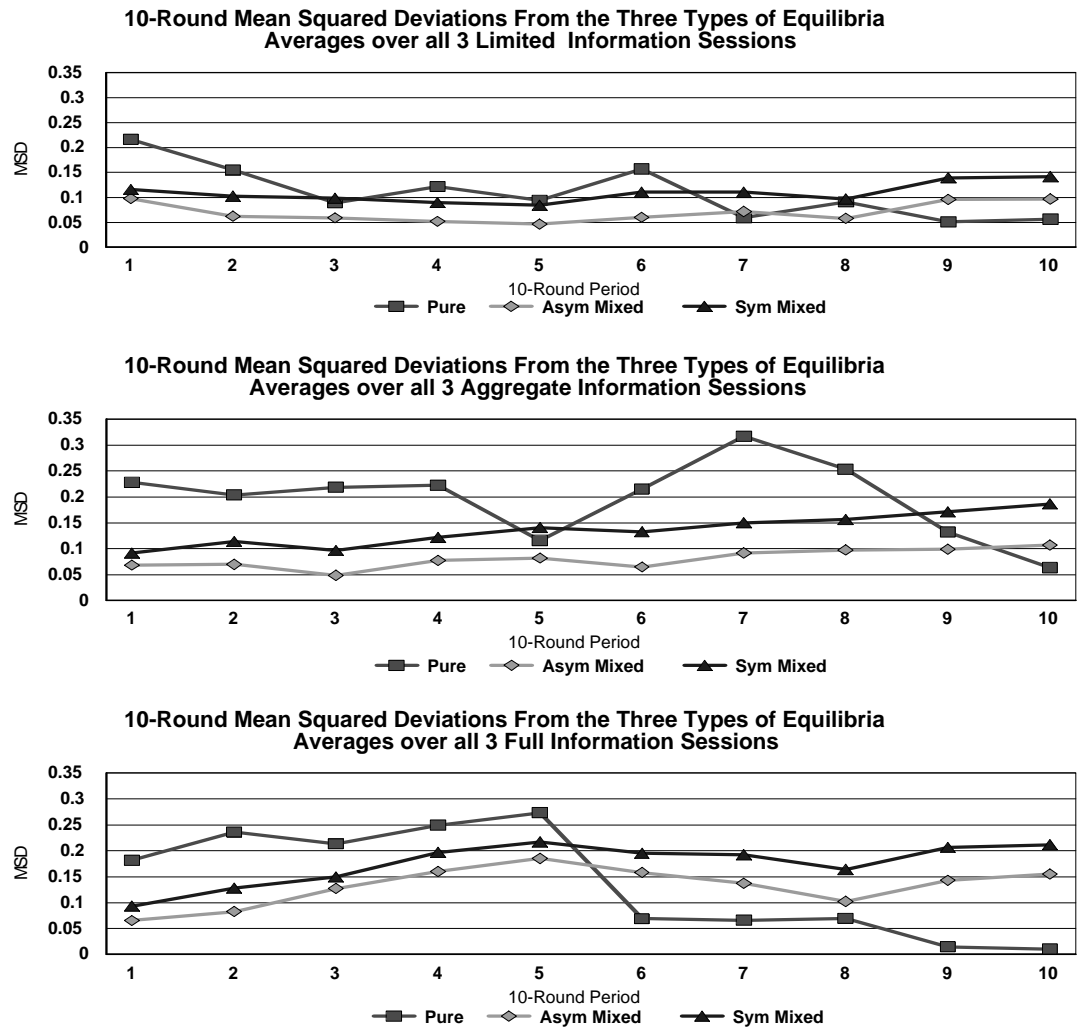 10-Round Mean Squared Deviations From the Three Types of Equilibria
Averages over all 3 Limited Information Sessions
0.35
0.3
0.25
0.2
0.15
0.1
0.05
0
MSD
1 2 3 4 5 6 7 8 9 10
10-Round Period
Pure Asym Mixed Sym Mixed
10-Round Mean Squared Deviations From the Three Types of Equilibria
Averages over all 3 Aggregate Information Sessions
0.35
0.3
0.25
0.2
0.15
0.1
0.05
0
MSD
1 2 3 4 5 6 7 8 9 10
10-Round Period
Pure Asym Mixed Sym Mixed
10-Round Mean Squared Deviations From the Three Types of Equilibria
Averages over all 3 Full Information Sessions
0.35
0.3
0.25
0.2
0.15
0.1
0.05
0
MSD
1 2 3 4 5 6 7 8 9 10
10-Round Period
Pure Asym Mixed Sym Mixed